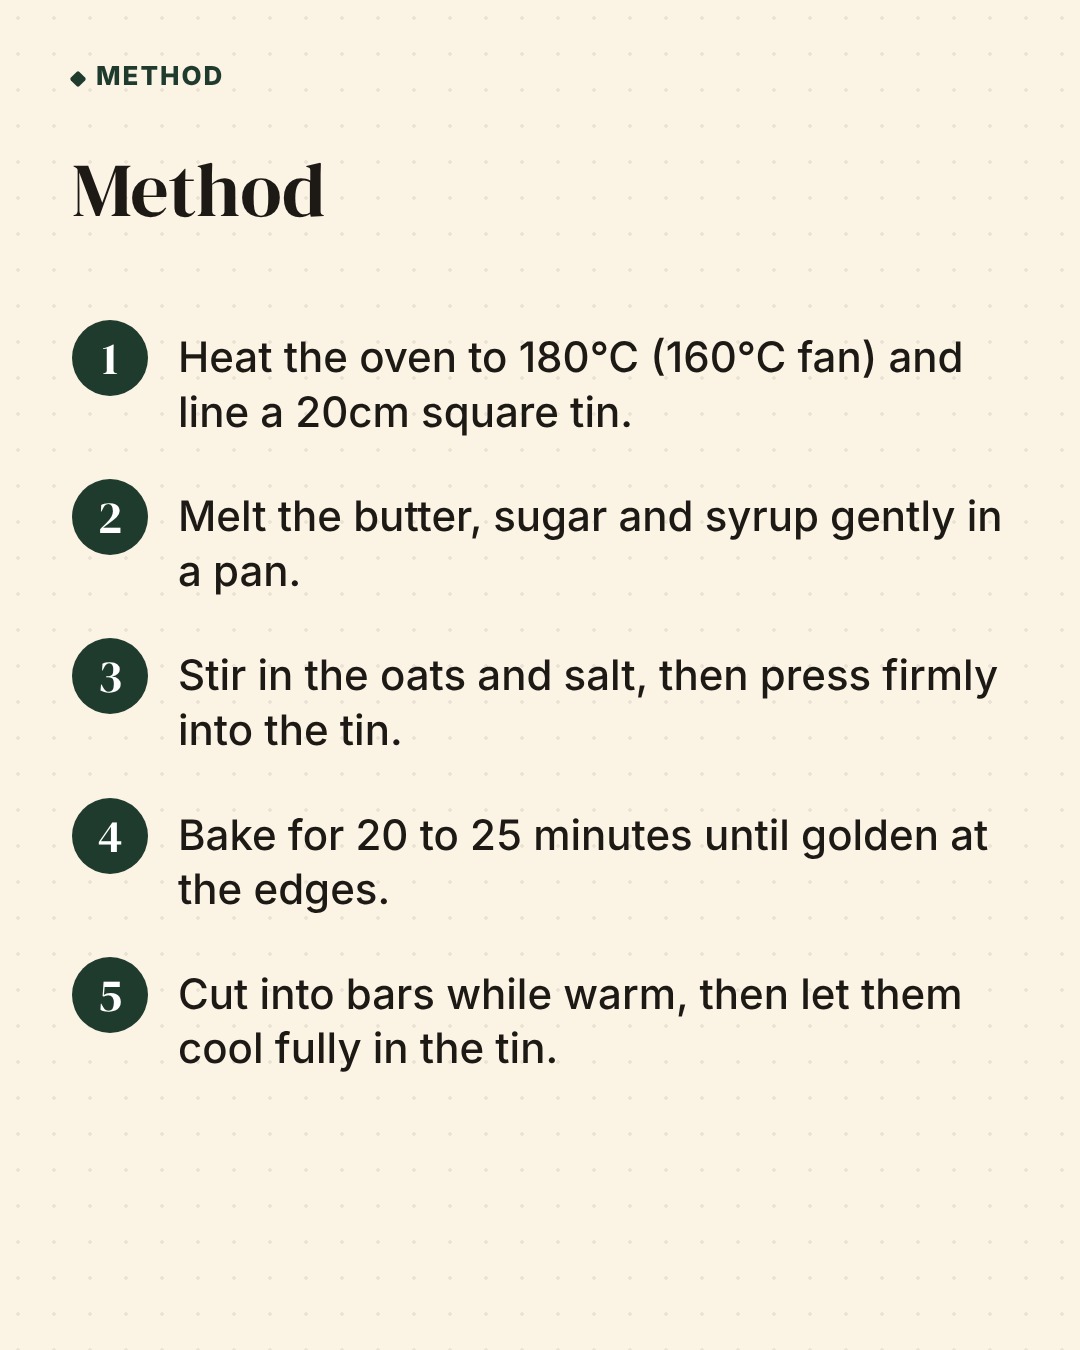 METHOD
Method
1 Heat the oven to 180°C (160°C fan) and
line a 20cm square tin.
2 Melt the butter, sugar and syrup gently in
a pan.
3 Stir in the oats and salt, then press firmly
into the tin.
4 Bake for 20 to 25 minutes until golden at
the edges.
5 Cut into bars while warm, then let them
cool fully in the tin.